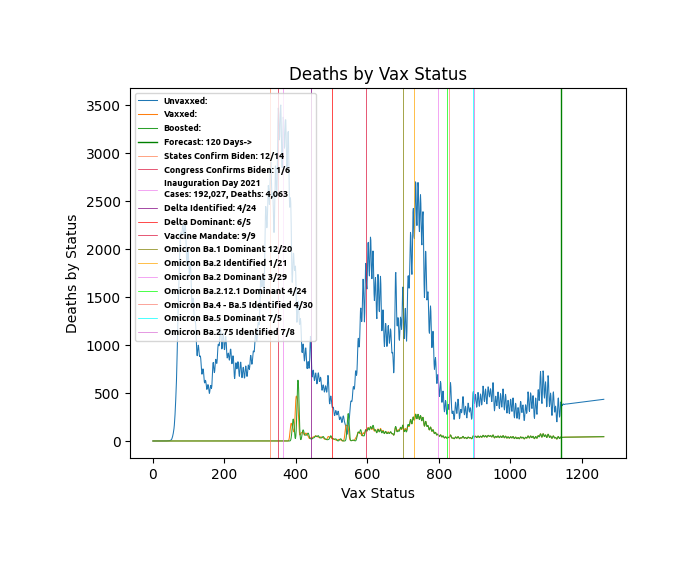 Deaths by Vax Status
Deaths by Status
3500
3000
2500
2000
1500
1000
500
0
Unvaxxed:
Vaxxed:
Boosted:
Forecast: 120 Days->
States Confirm Biden: 12/14
Congress Confirms Biden: 1/6
Inauguration Day 2021
Cases: 192,027, Deaths: 4,063
Delta Identified: 4/24
Delta Dominant: 6/5
Vaccine Mandate: 9/9
Omicron Ba.1 Dominant 12/20
Omicron Ba.2 Identified 1/21
Omicron Ba.2 Dominant 3/29
Omicron Ba.2.12.1 Dominant 4/24
Omicron Ba.4 - Ba.5 Identified 4/30
Omicron Ba.5 Dominant 7/5
Omicron Ba.2.75 Identified 7/8
0 200 400 600 800 1000 1200
Vax Status